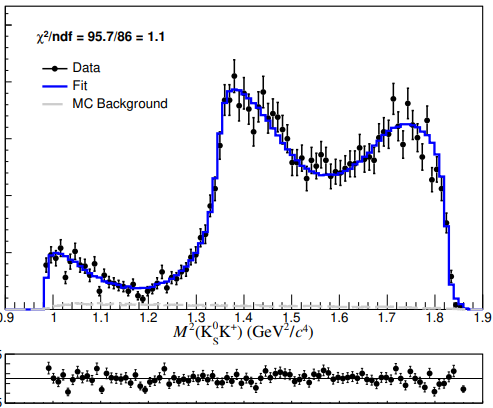 χ²/ndf = 95.7/86 = 1.1
Data
Fit
MC Background
0.9 1 1.1 1.2 1.3 1.4 1.5 1.6 1.7 1.8 1.9
M²(K⁰ₛK⁺) (GeV²/c⁴)